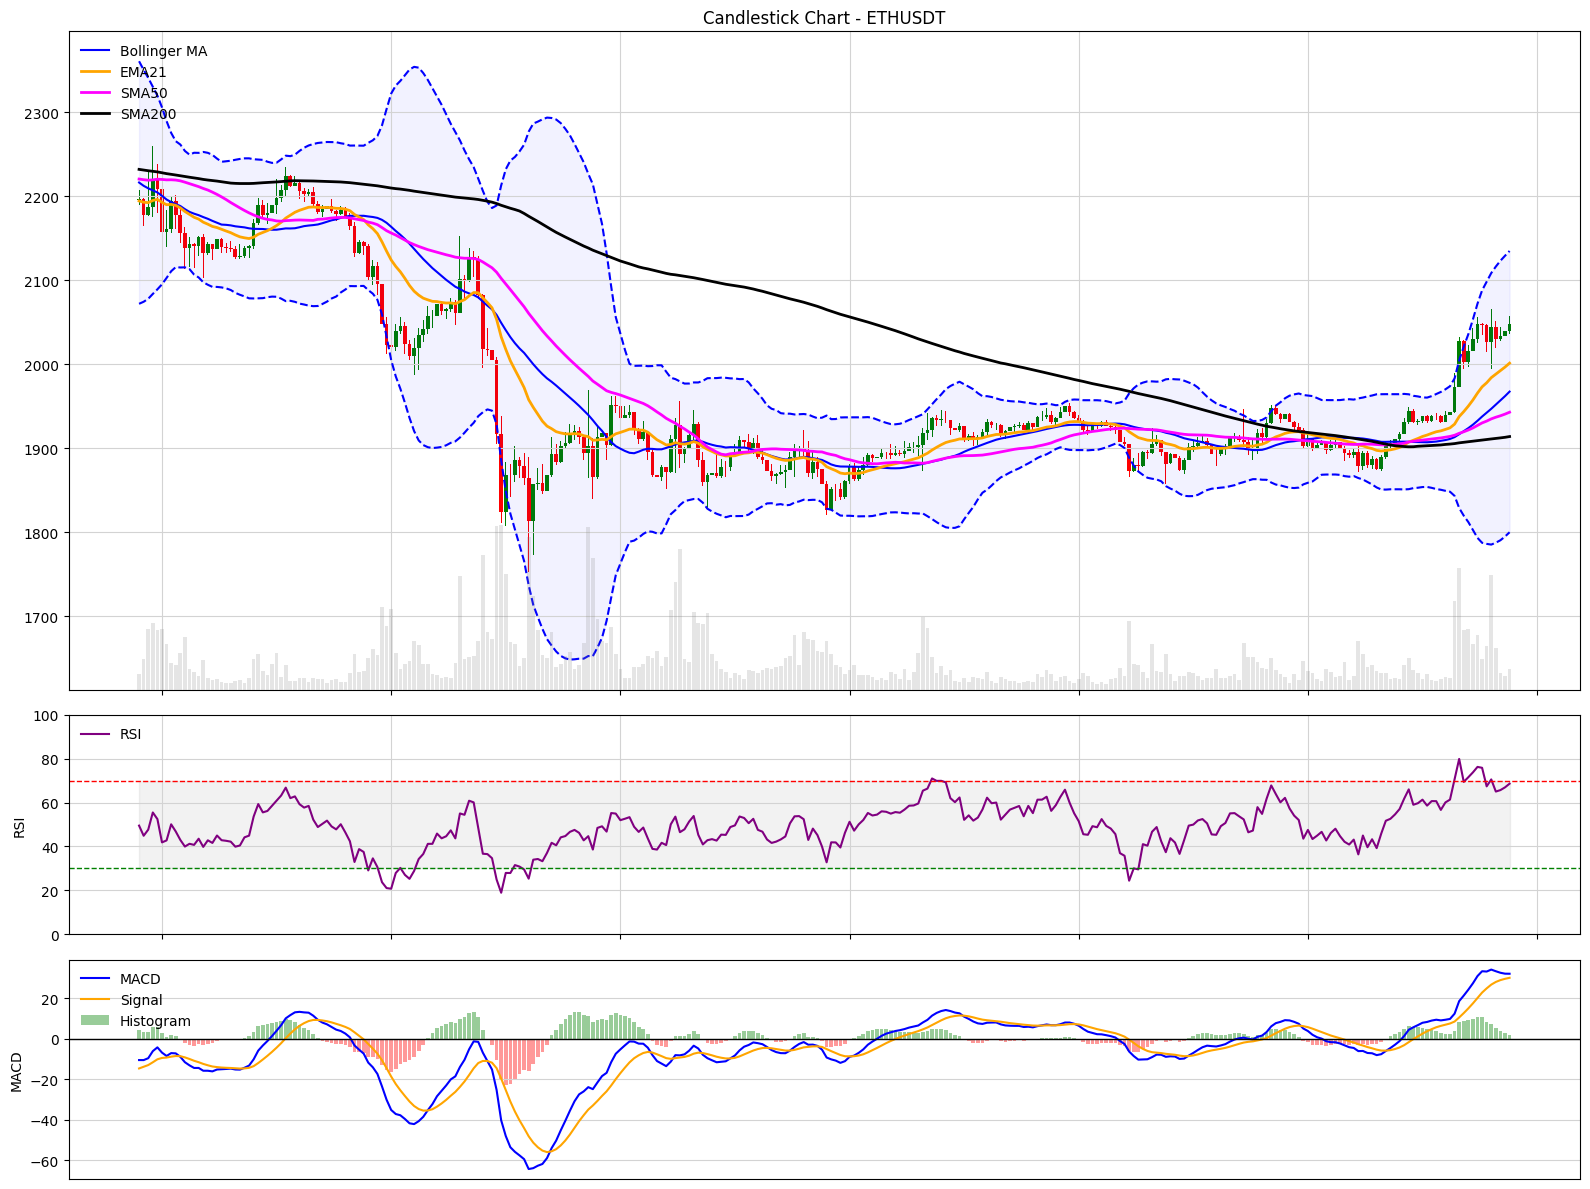 Candlestick Chart - ETHUSDT
Bollinger MA
EMA21
SMA50
SMA200
2300
2200
2100
2000
1900
1800
1700
RSI
100
80
60
40
20
0
RSI
MACD
Signal
Histogram
20
0
−20
−40
−60
MACD